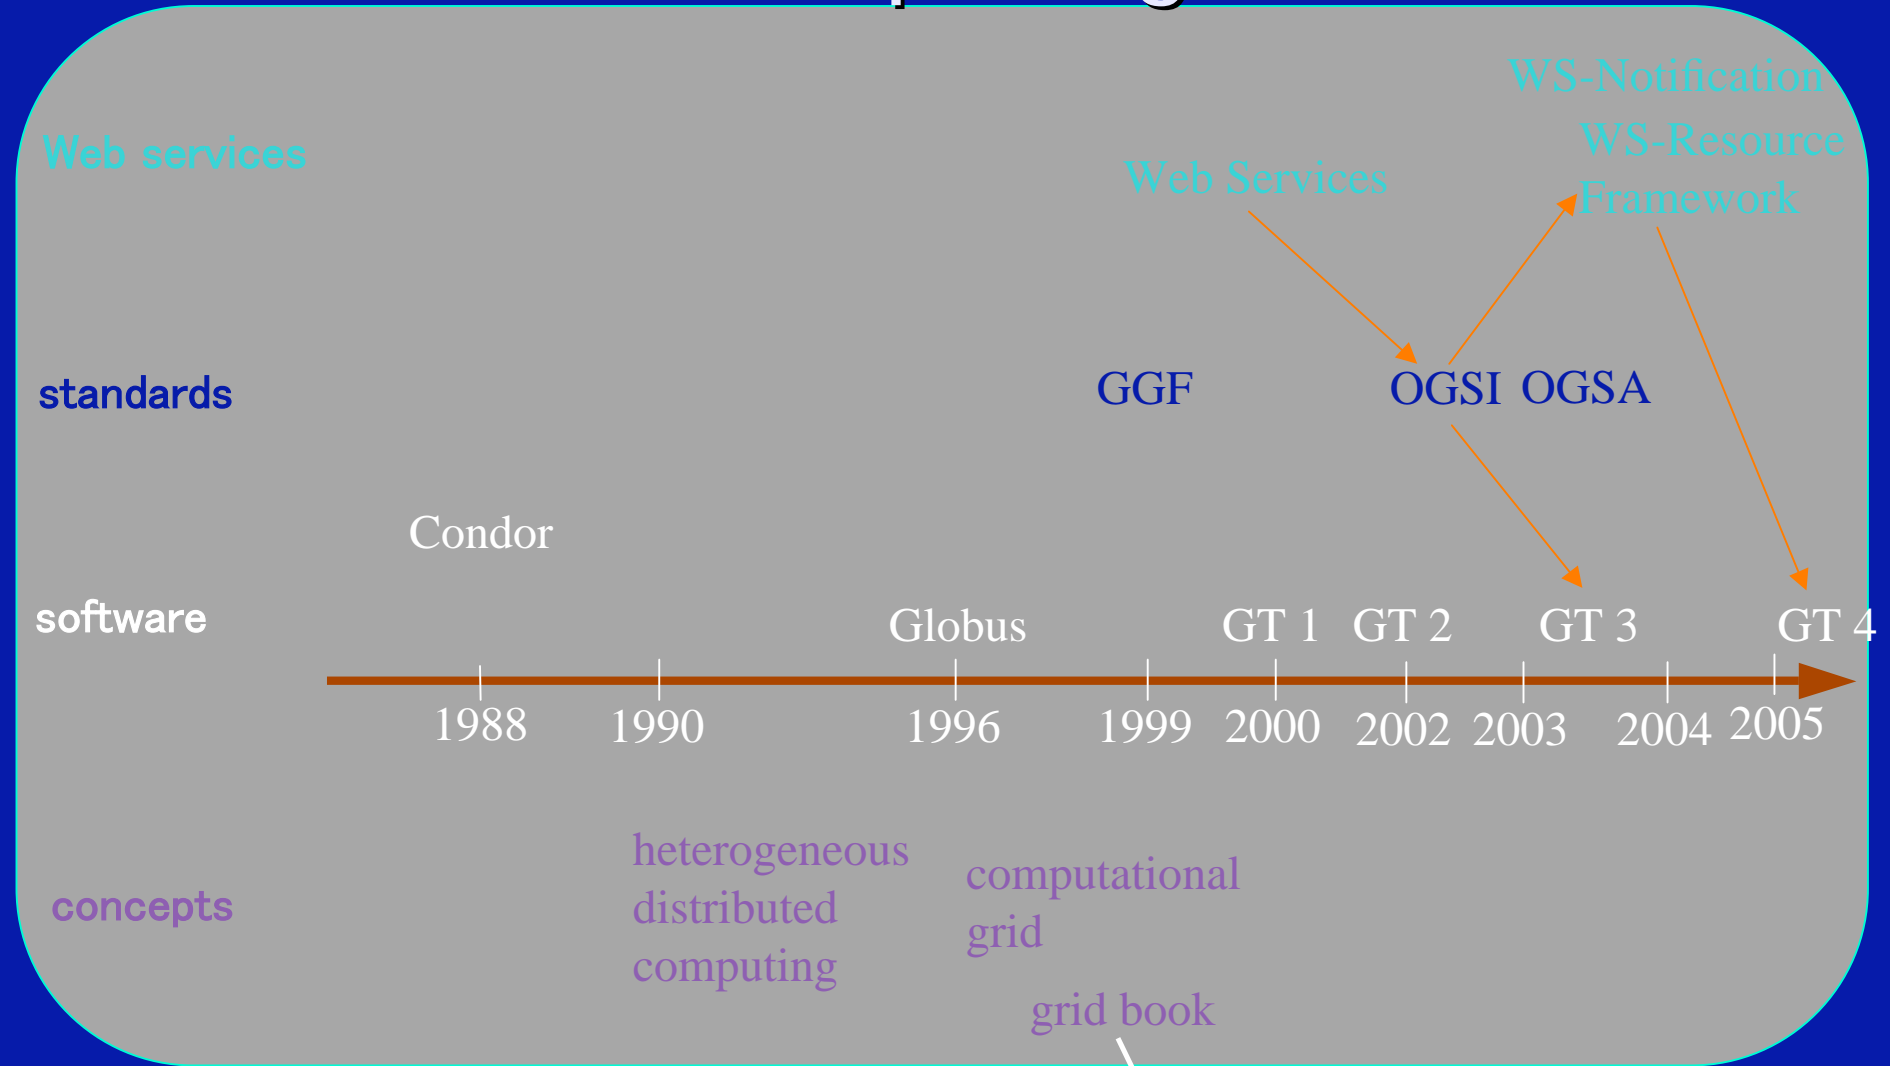 WS-Notification
Web services
Web Services
WS-Resource
Framework
standards
GGF
OGSI
OGSA
Condor
software
Globus
GT 1
GT 2
GT 3
GT 4
1988
1990
1996
1999
2000
2002
2003
2004
2005
concepts
heterogeneous
distributed
computing
computational
grid
grid book